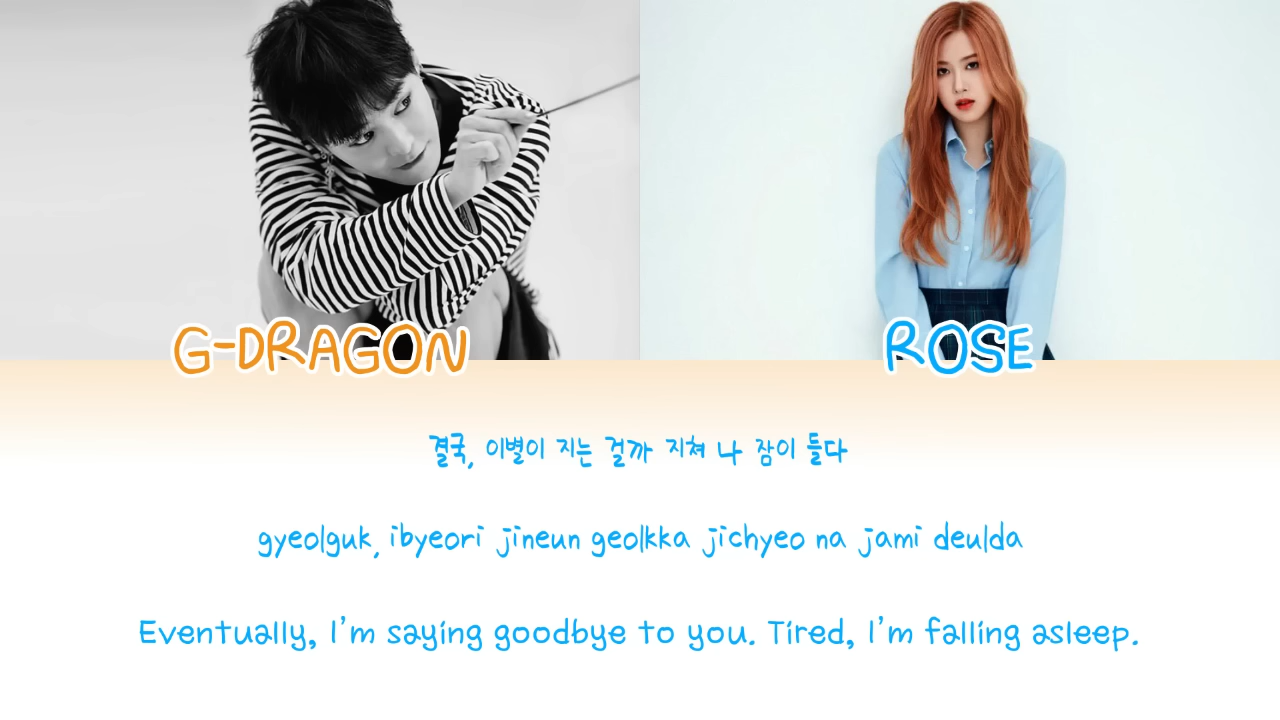 G-DRAGON
ROSE
결국, 이별이 지는 걸까 지쳐 나 잠이 들다
gyeolguk, ibyeori jineun geolkka jichyeo na jami deulda
Eventually, I'm saying goodbye to you. Tired, I'm falling asleep.